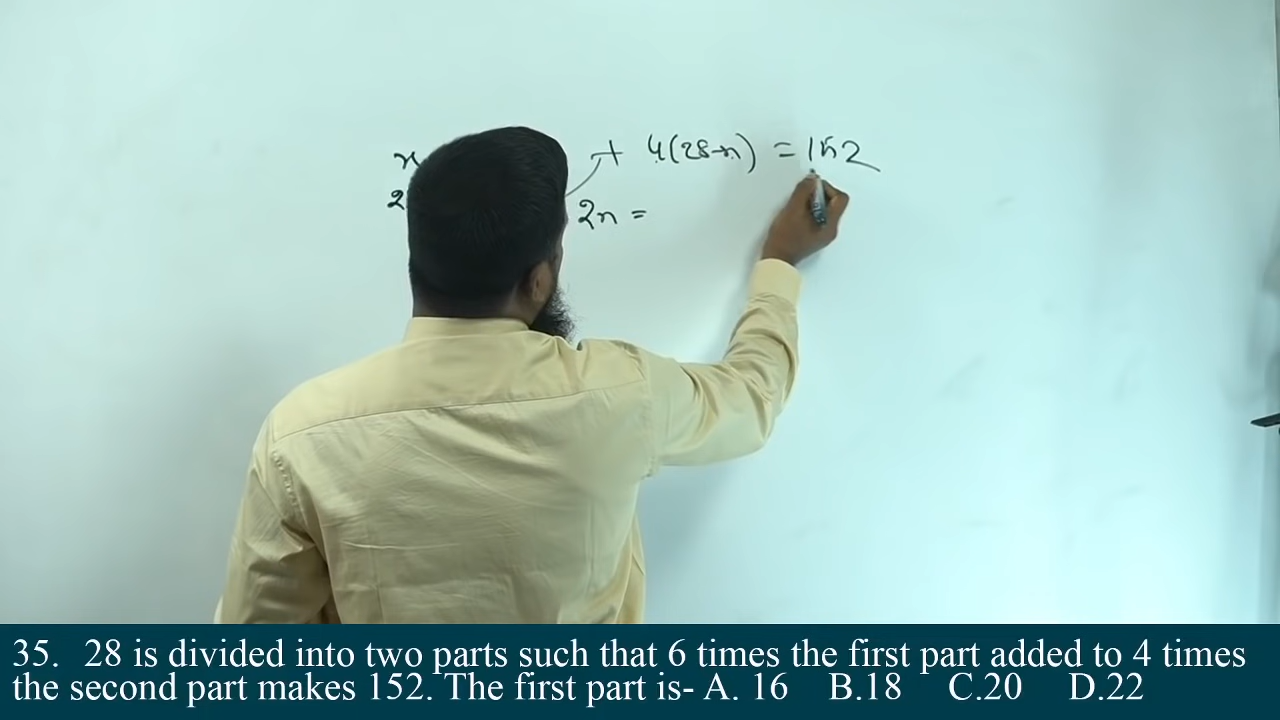 x + 4(28-x) = 152
2 2x =
35. 28 is divided into two parts such that 6 times the first part added to 4 times
the second part makes 152. The first part is- A. 16 B.18 C.20 D.22